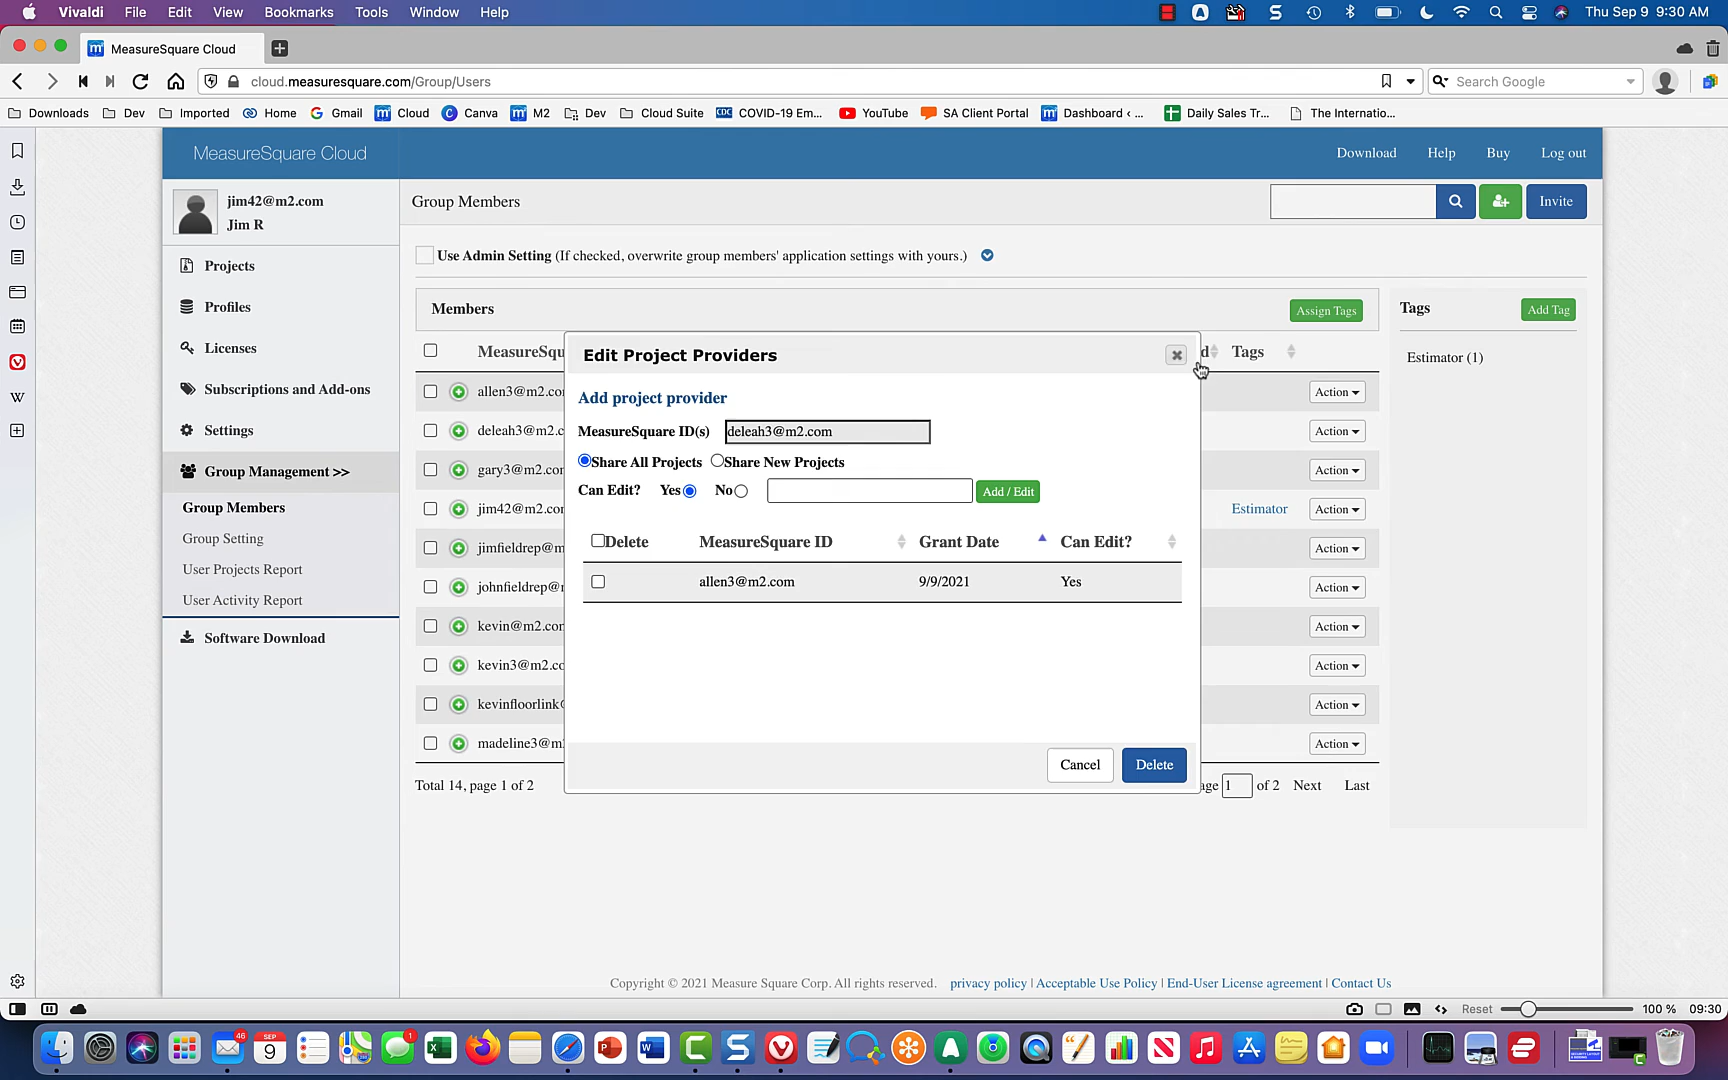 Vivaldi File Edit View Bookmarks Tools Window Help
Thu Sep 9 9:30 AM
MeasureSquare Cloud
cloud.measuresquare.com/Group/Users
Search Google
Downloads Dev Imported Home Gmail Cloud Canva M2 Dev Cloud Suite COVID-19 Em... YouTube SA Client Portal Dashboard ‹ ... Daily Sales Tr... The Internatio...
MeasureSquare Cloud
Download Help Buy Log out
jim42@m2.com
Jim R
Group Members
Invite
Use Admin Setting (If checked, overwrite group members' application settings with yours.)
Projects
Profiles
Licenses
Subscriptions and Add-ons
Settings
Group Management >>
Group Members
Group Setting
User Projects Report
User Activity Report
Software Download
Members
Assign Tags
MeasureSqu
d Tags
allen3@m2.co
Action
deleah3@m2.c
Action
gary3@m2.co
Action
jim42@m2.co
Estimator Action
jimfieldrep@m
Action
johnfieldrep@
Action
kevin@m2.co
Action
kevin3@m2.co
Action
kevinfloorlink
Action
madeline3@m
Action
Total 14, page 1 of 2
age 1 of 2 Next Last
Tags
Add Tag
Estimator (1)
Edit Project Providers
Add project provider
MeasureSquare ID(s) deleah3@m2.com
Share All Projects Share New Projects
Can Edit? Yes No Add / Edit
Delete MeasureSquare ID Grant Date Can Edit?
allen3@m2.com 9/9/2021 Yes
Cancel Delete
Copyright © 2021 Measure Square Corp. All rights reserved. privacy policy | Acceptable Use Policy | End-User License agreement | Contact Us
Reset 100 % 09:30
46
SEP
9
1